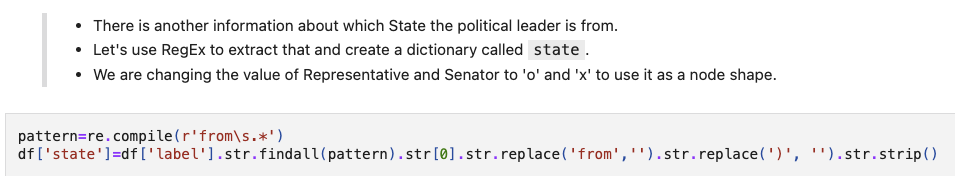 There is another information about which State the political leader is from.
Let's use RegEx to extract that and create a dictionary called state.
We are changing the value of Representative and Senator to 'o' and 'x' to use it as a node shape.
pattern=re.compile(r'from\s.*')
df['state']=df['label'].str.findall(pattern).str[0].str.replace('from','').str.replace(')', '').str.strip()